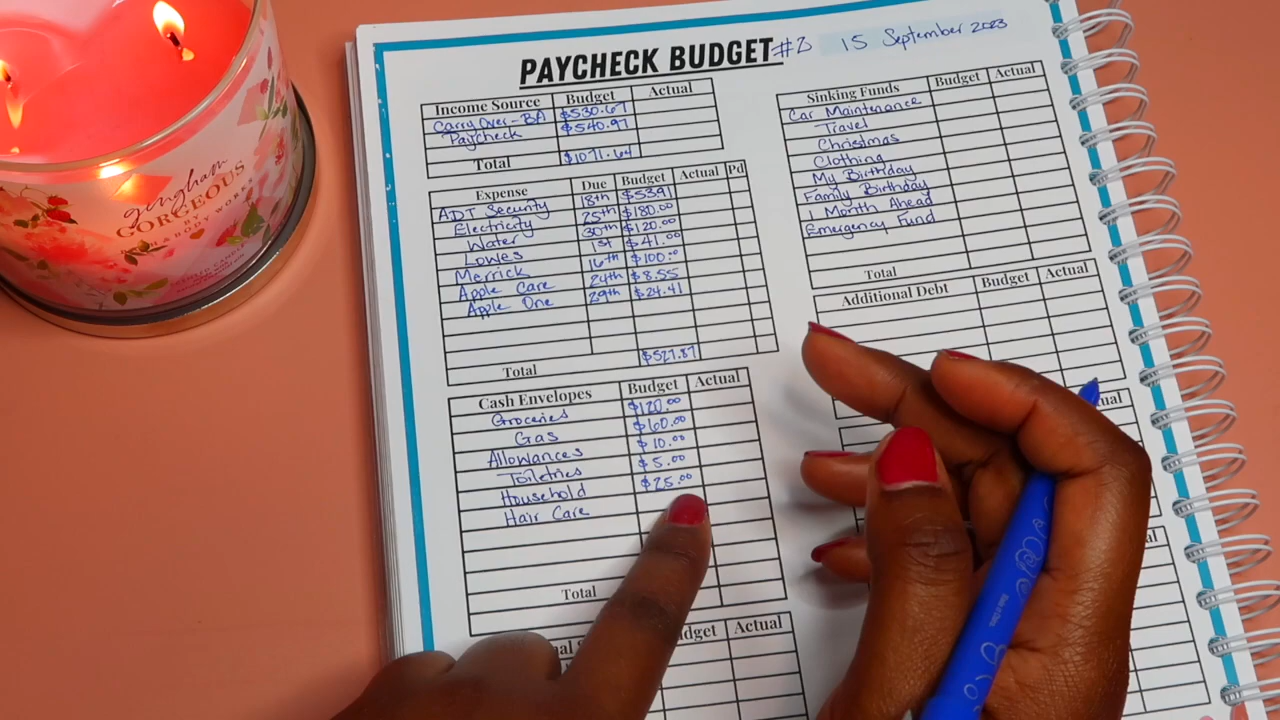 PAYCHECK BUDGET
15 September 2023
Income Source Budget Actual
Carry Over-BA $530.67
Paycheck $540.97
Total $1071.64
Expense Due Budget Actual Pd
ADT Security 18th $53.91
Electricity 25th $180.00
Water 30th $120.00
Lowes 1st $41.00
Merrick 16th $100.00
Apple Care 24th $8.55
Apple One 29th $24.41
Total $527.87
Cash Envelopes Budget Actual
Groceries $120.00
Gas $60.00
Allowances $10.00
Toiletries $5.00
Household $25.00
Hair Care
Total
Actual
Sinking Funds Budget Actual
Car Maintenance
Travel
Christmas
Clothing
My Birthday
Family Birthday
1 Month Ahead
Emergency Fund
Total
Additional Debt Budget Actual
gingham
GORGEOUS